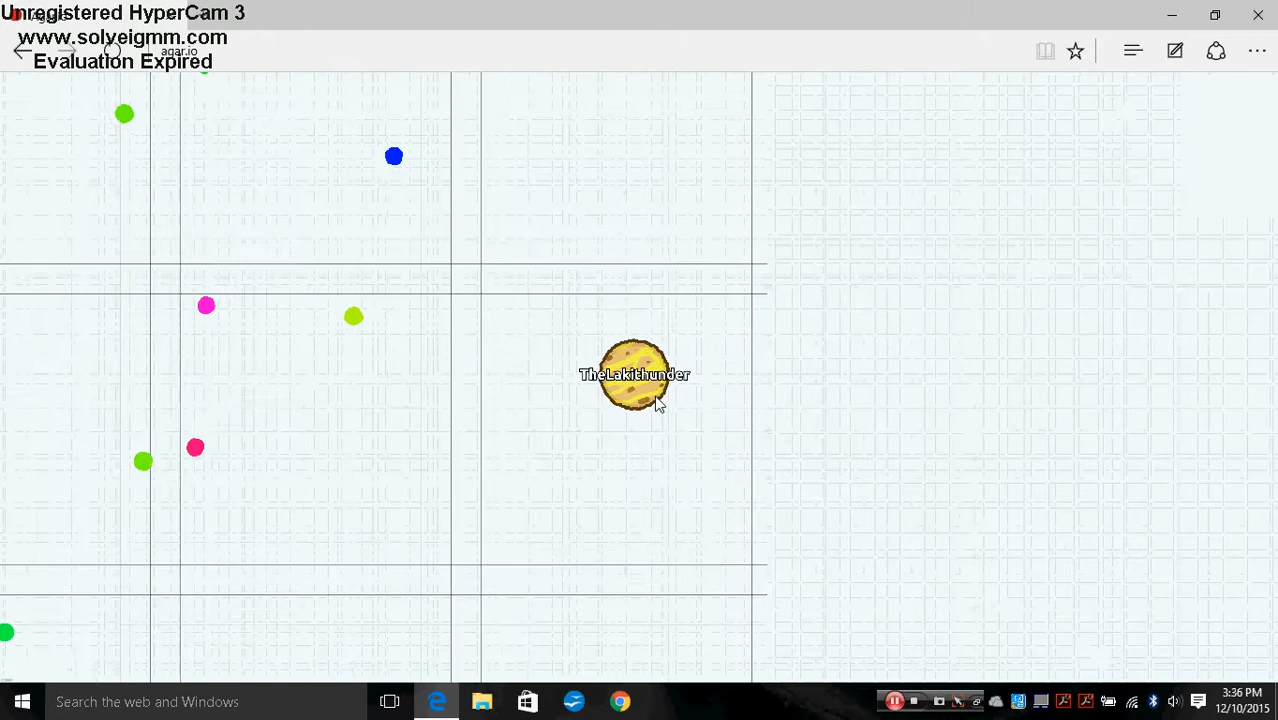 Unregistered HyperCam 3
www.solveigmm.com
Evaluation Expired
agar.io
TheLakithunder
Search the web and Windows
3:36 PM
12/10/2015